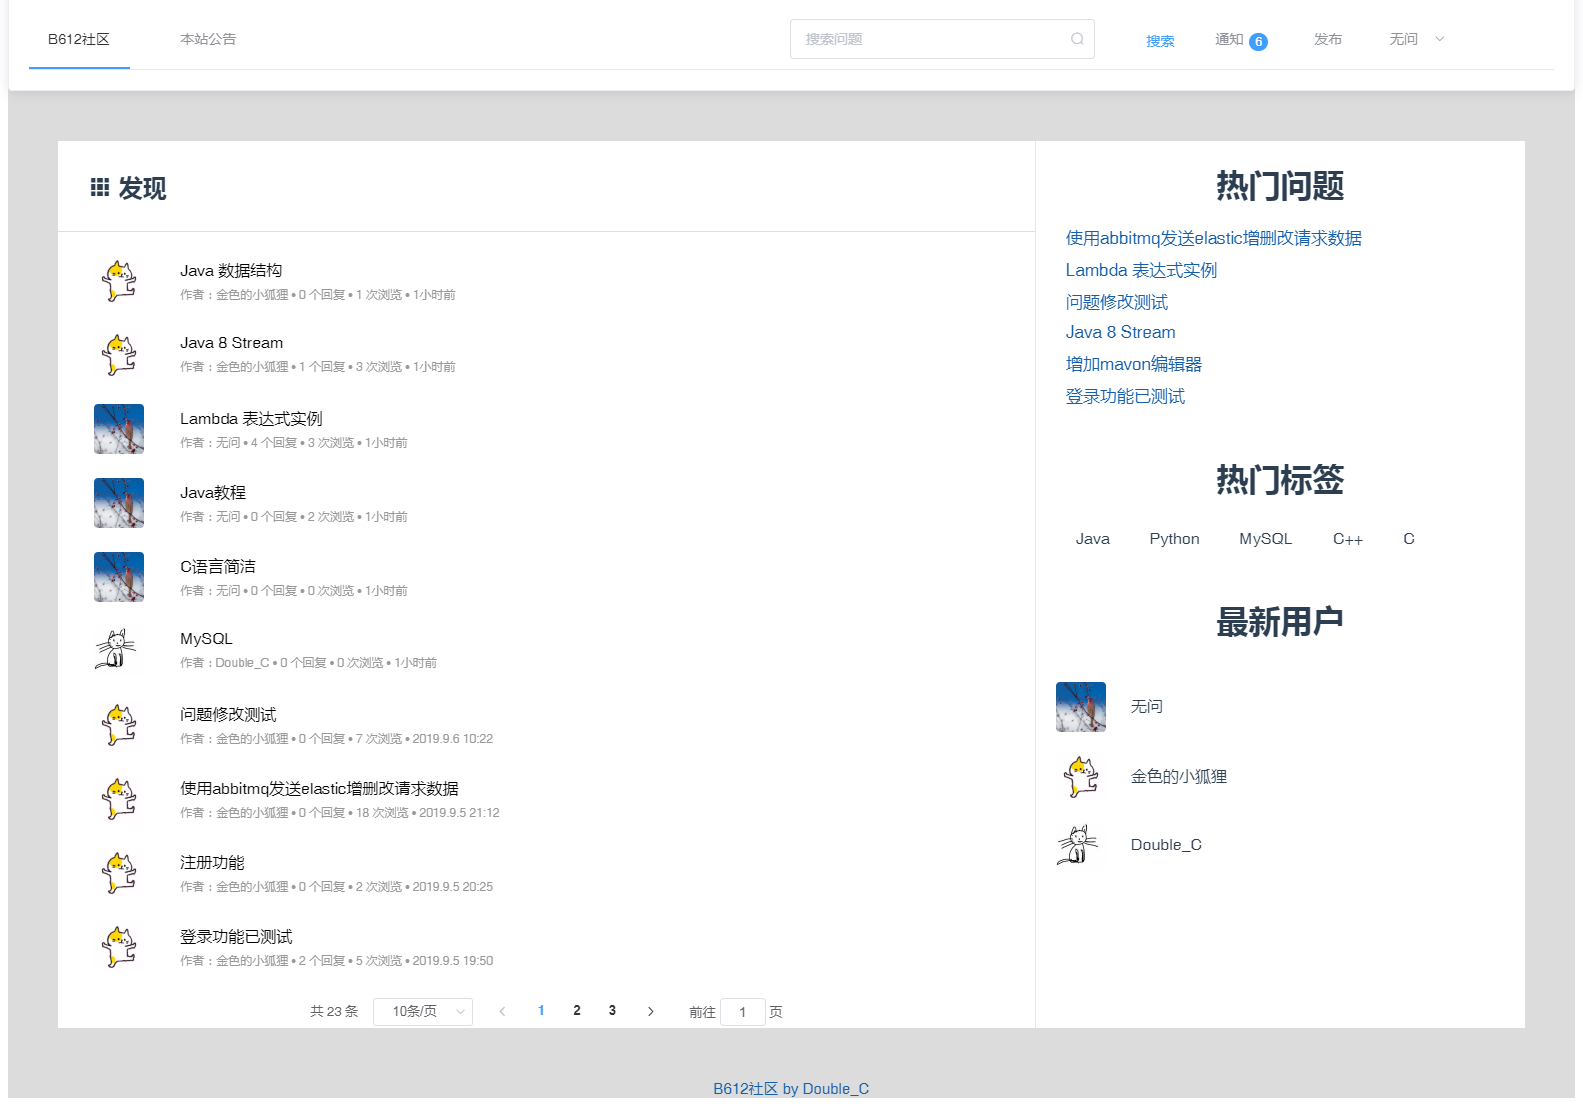 B612社区 本站公告 搜索问题 搜索 通知 6 发布 无问
发现
Java 数据结构
作者：金色的小狐狸 • 0 个回复 • 1 次浏览 • 1小时前
Java 8 Stream
作者：金色的小狐狸 • 1 个回复 • 3 次浏览 • 1小时前
Lambda 表达式实例
作者：无问 • 4 个回复 • 3 次浏览 • 1小时前
Java教程
作者：无问 • 0 个回复 • 2 次浏览 • 1小时前
C语言简洁
作者：无问 • 0 个回复 • 0 次浏览 • 1小时前
MySQL
作者：Double_C • 0 个回复 • 0 次浏览 • 1小时前
问题修改测试
作者：金色的小狐狸 • 0 个回复 • 7 次浏览 • 2019.9.6 10:22
使用abbitmq发送elastic增删改请求数据
作者：金色的小狐狸 • 0 个回复 • 18 次浏览 • 2019.9.5 21:12
注册功能
作者：金色的小狐狸 • 0 个回复 • 2 次浏览 • 2019.9.5 20:25
登录功能已测试
作者：金色的小狐狸 • 2 个回复 • 5 次浏览 • 2019.9.5 19:50
共 23 条 10条/页 1 2 3 前往 1 页
热门问题
使用abbitmq发送elastic增删改请求数据
Lambda 表达式实例
问题修改测试
Java 8 Stream
增加mavon编辑器
登录功能已测试
热门标签
Java Python MySQL C++ C
最新用户
无问
金色的小狐狸
Double_C
B612社区 by Double_C